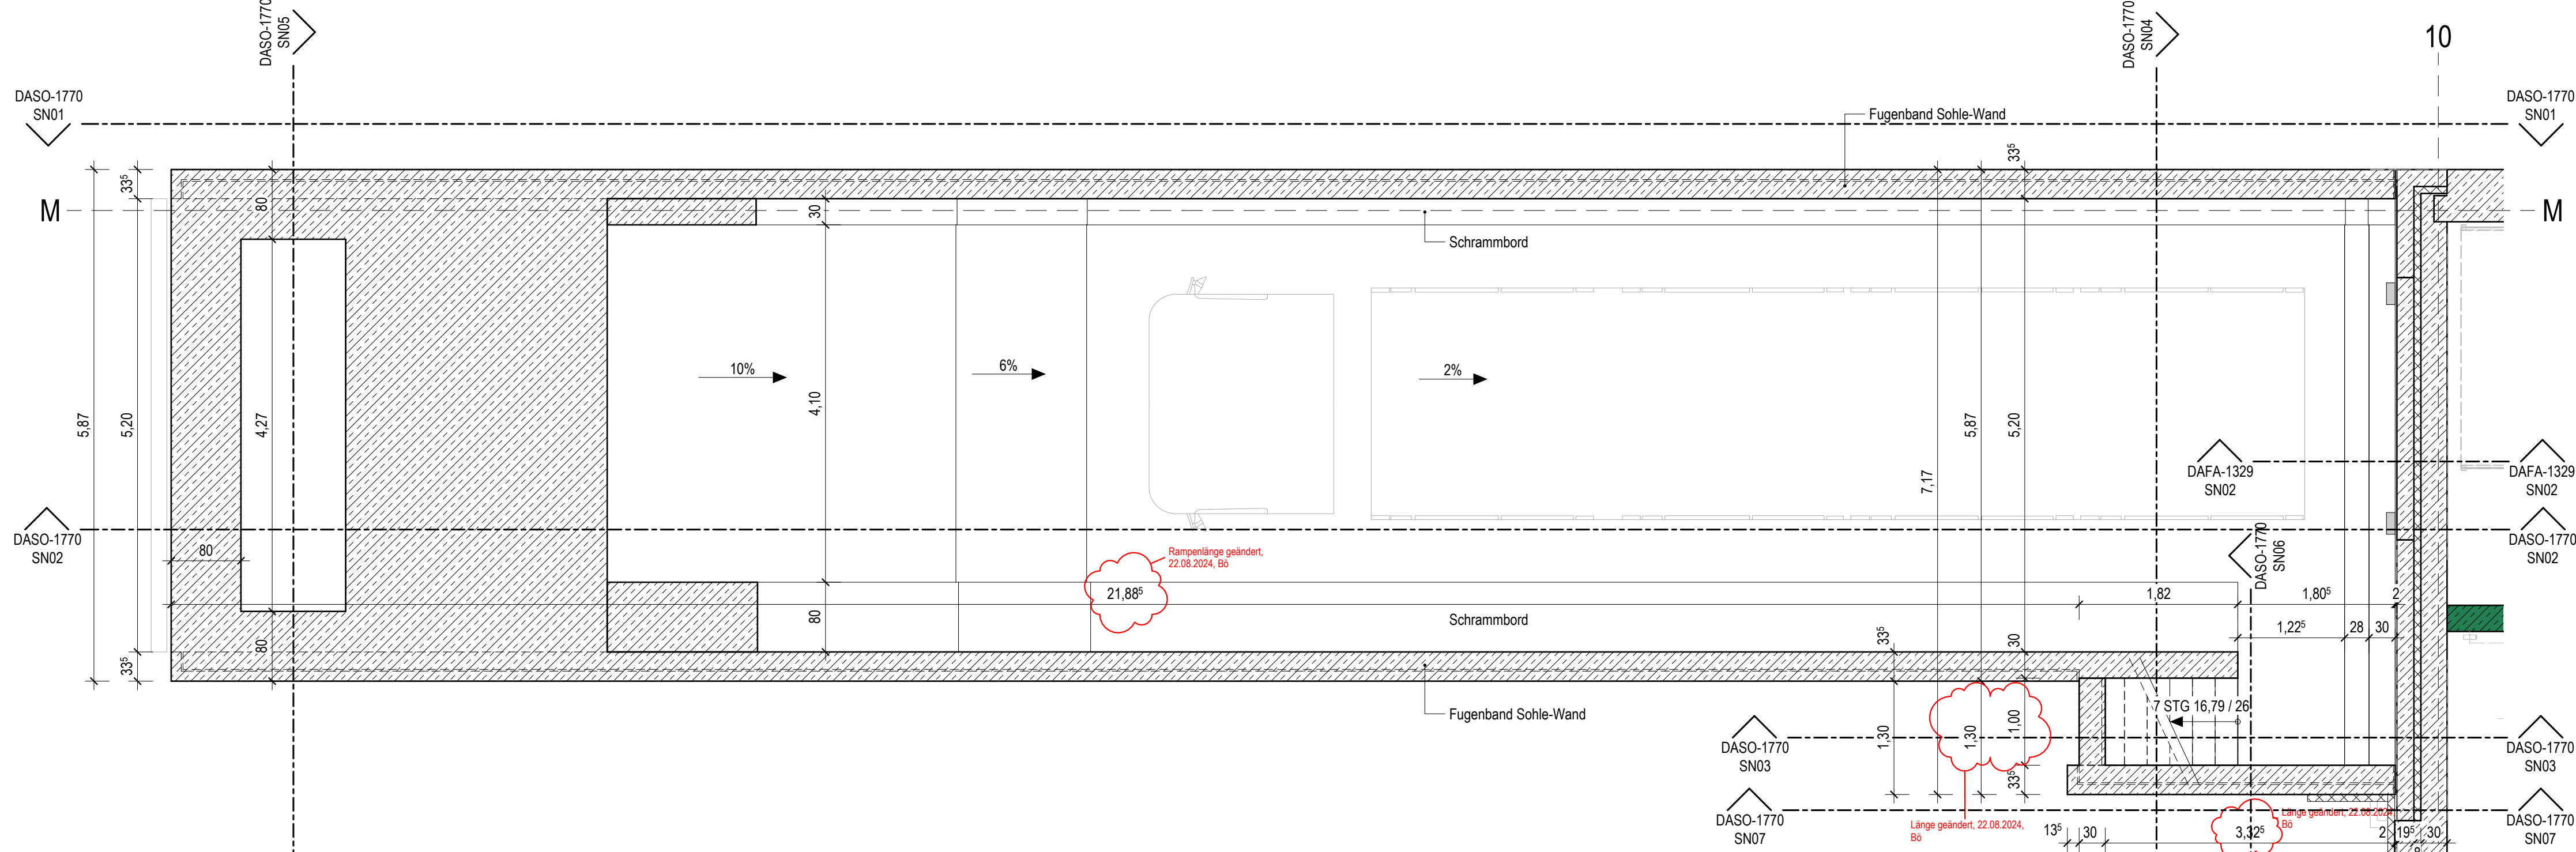 DASO-1770
SN05
DASO-1770
SN04
10
DASO-1770
SN01
DASO-1770
SN01
Fugenband Sohle-Wand
33⁵
33⁵
80
30
M
M
Schrammbord
10%
6%
2%
5,87
5,20
4,27
4,10
7,17
5,87
5,20
DAFA-1329
SN02
DAFA-1329
SN02
DASO-1770
SN02
DASO-1770
SN02
80
Rampenlänge geändert,
22.08.2024, Bö
DASO-1770
SN06
21,88⁵
1,82
1,80⁵
2
80
Schrammbord
1,22⁵
28
30
33⁵
80
33⁵
30
Fugenband Sohle-Wand
7 STG 16,79 / 26
1,30
1,30
1,00
DASO-1770
SN03
DASO-1770
SN03
33⁵
DASO-1770
SN07
DASO-1770
SN07
Länge geändert, 22.08.2024,
Bö
Länge geändert, 22.08.2024,
Bö
13⁵
30
3,32⁵
2
19⁵
30